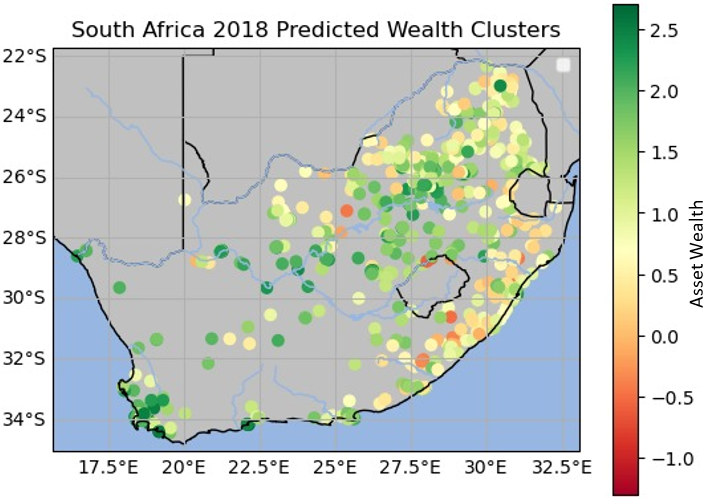 South Africa 2018 Predicted Wealth Clusters
22°S
24°S
26°S
28°S
30°S
32°S
34°S
17.5°E 20°E 22.5°E 25°E 27.5°E 30°E 32.5°E
2.5
2.0
1.5
1.0
0.5
0.0
−0.5
−1.0
Asset Wealth